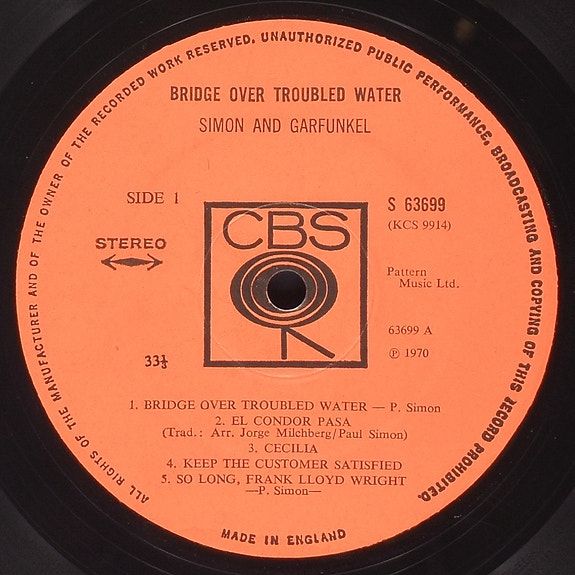 ALL RIGHTS OF THE MANUFACTURER AND OF THE OWNER OF THE RECORDED WORK RESERVED. UNAUTHORIZED PUBLIC PERFORMANCE, BROADCASTING AND COPYING OF THIS RECORD PROHIBITED.
BRIDGE OVER TROUBLED WATER
SIMON AND GARFUNKEL
SIDE 1
STEREO
33⅓
CBS
S 63699
(KCS 9914)
Pattern
Music Ltd.
63699 A
℗ 1970
1. BRIDGE OVER TROUBLED WATER — P. Simon
2. EL CONDOR PASA
(Trad.: Arr. Jorge Milchberg/Paul Simon)
3. CECILIA
4. KEEP THE CUSTOMER SATISFIED
5. SO LONG, FRANK LLOYD WRIGHT
—P. Simon—
MADE IN ENGLAND